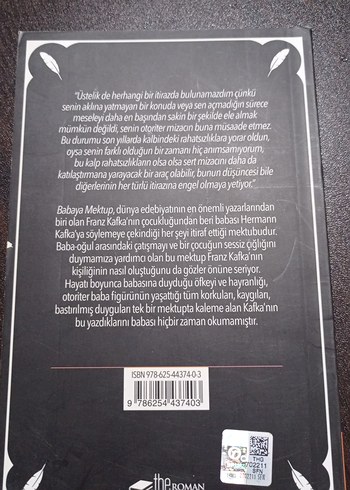 "Üstelik de herhangi bir itirazda bulunamazdım çünkü
senin aklına yatmayan bir konuda veya sen açmadığın sürece
meseleyi daha en başından sakin bir şekilde ele almak
mümkün değildi, senin otoriter mizacın buna müsaade etmez.
Bu durumu son yıllarda kalbindeki rahatsızlıklara yorar oldun,
oysa senin farklı olduğun bir zamanı hiç anımsamıyorum,
bu kalp rahatsızlıkları olsa olsa sert mizacını daha da
katılaştırmana yarayacak bir araç olabilir, bunun düşüncesi bile
diğerlerinin her türlü itirazına engel olmaya yetiyor."
Babaya Mektup, dünya edebiyatının en önemli yazarlarından
biri olan Franz Kafka'nın çocukluğundan beri babası Hermann
Kafka'ya söylemeye çekindiği her şeyi itiraf ettiği mektubudur.
Baba-oğul arasındaki çatışmayı ve bir çocuğun sessiz çığlığını
duymamıza yardımcı olan bu mektup Franz Kafka'nın
kişiliğinin nasıl oluştuğunu da gözler önüne seriyor.
Hayatı boyunca babasına duyduğu öfkeyi ve hayranlığı,
otoriter baba figürünün yaşattığı tüm korkuları, kaygıları,
bastırılmış duyguları tek bir mektupta kaleme alan Kafka'nın
bu yazdıklarını babası hiçbir zaman okumamıştır.
ISBN 978-625-44374-0-3
9 786254 437403
THG
SFN
the ROMAN